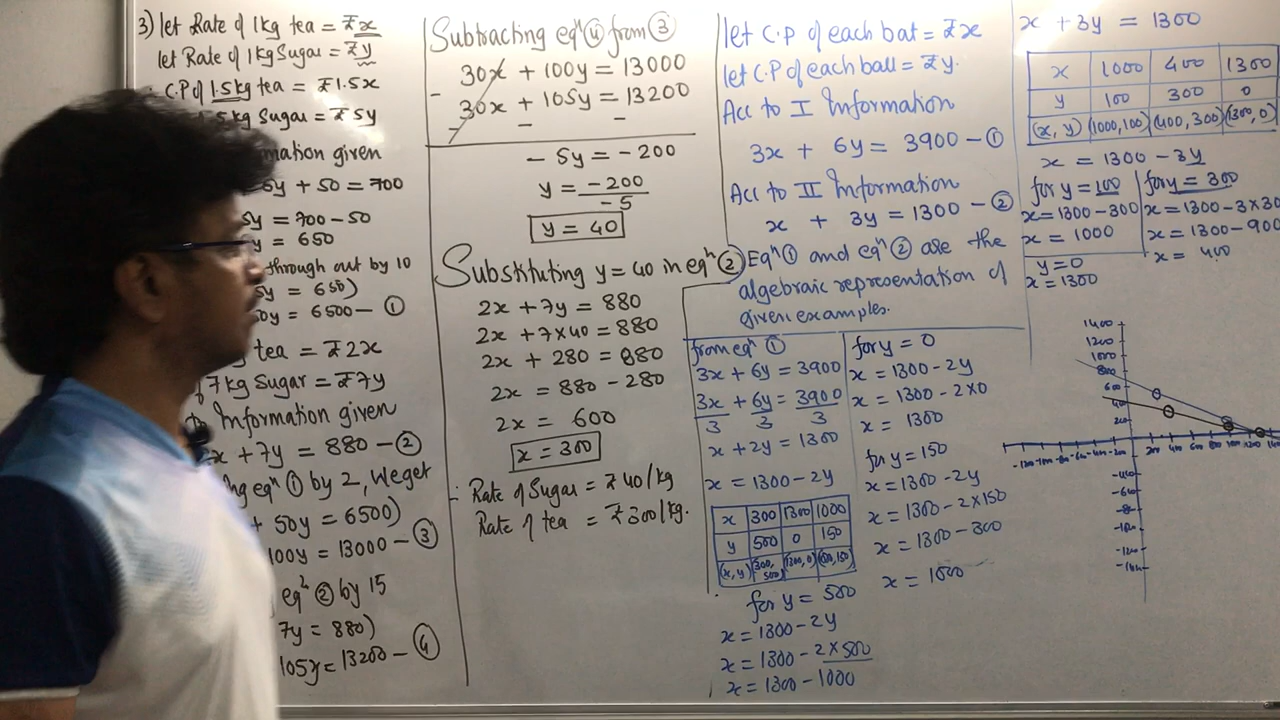 3) let Rate of 1kg tea = ₹x
let Rate of 1kg Sugar = ₹y
C.P of 1.5kg tea = ₹1.5x
5kg Sugar = ₹5y
mation given
5y + 50 = 700
5y = 700 - 50
y = 650
through out by 10
5y = 650)
50y = 6500 - ①
tea = ₹2x
7kg Sugar = ₹7y
Information given
x + 7y = 880 - ②
ing eqⁿ ① by 2, We get
+ 50y = 6500)
100y = 13000 - ③
eqⁿ ② by 15
7y = 880)
105y = 13200 - ④
Subtracting eqⁿ ④ from ③
30x + 100y = 13000
- 30x + 105y = 13200
- - -
- 5y = -200
y = -200
-5
y = 40
Substituting y = 40 in eqⁿ ②
2x + 7y = 880
2x + 7×40 = 880
2x + 280 = 880
2x = 880 - 280
2x = 600
x = 300
∴ Rate of Sugar = ₹40/kg
Rate of tea = ₹300/kg.
let C.P of each bat = ₹x
let C.P of each ball = ₹y.
Acc to I Information
3x + 6y = 3900 - ①
Acc to II Information
x + 3y = 1300 - ②
Eqⁿ ① and eqⁿ ② are the
algebraic representation of
given examples.
from eqⁿ ①
3x + 6y = 3900
3x + 6y = 3900
3 3 3
x + 2y = 1300
x = 1300 - 2y
x 300 1300 1000
y 500 0 150
(x, y) (300, 500) (1300, 0)
for y = 500
x = 1300 - 2y
x = 1300 - 2×500
x = 1300 - 1000
for y = 0
x = 1300 - 2y
x = 1300 - 2×0
x = 1300
for y = 150
x = 1300 - 2y
x = 1300 - 2×150
x = 1300 - 300
x = 1000
x + 3y = 1300
x 1000 400 1300
y 100 300 0
(x, y) (1000, 100) (400, 300) (1300, 0)
x = 1300 - 3y
for y = 100
x = 1300 - 300
x = 1000
y = 0
x = 1300
for y = 300
x = 1300 - 3×30
x = 1300 - 900
x = 400
1400
1200
1000
800
600
400
200